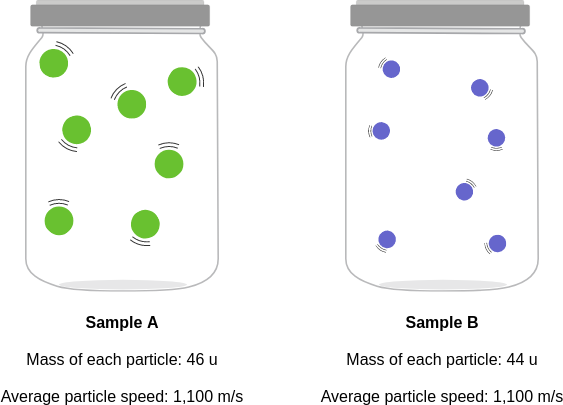 Sample A
Mass of each particle: 46 u
Average particle speed: 1,100 m/s
Sample B
Mass of each particle: 44 u
Average particle speed: 1,100 m/s